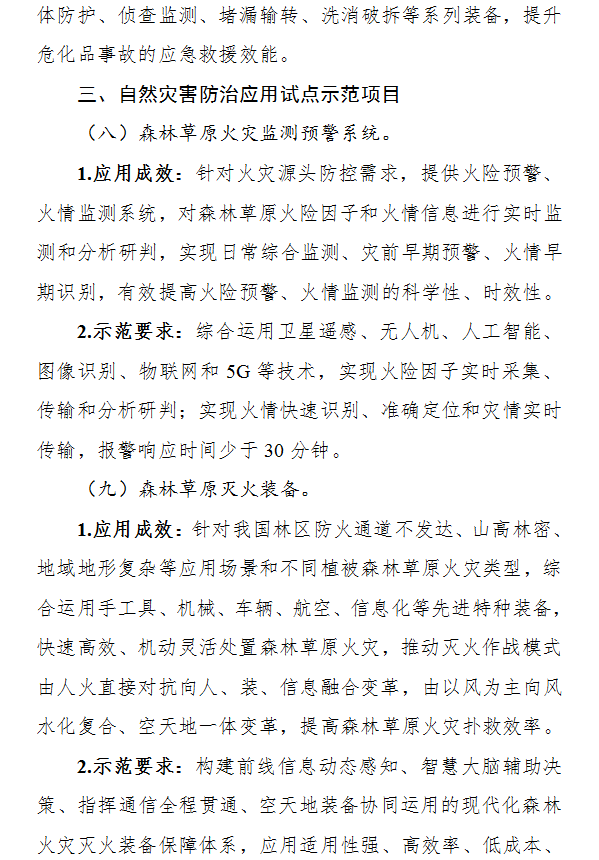 体防护、侦查监测、堵漏输转、洗消破拆等系列装备，提升
危化品事故的应急救援效能。
三、自然灾害防治应用试点示范项目
（八）森林草原火灾监测预警系统。
1.应用成效：针对火灾源头防控需求，提供火险预警、
火情监测系统，对森林草原火险因子和火情信息进行实时监
测和分析研判，实现日常综合监测、灾前早期预警、火情早
期识别，有效提高火险预警、火情监测的科学性、时效性。
2.示范要求：综合运用卫星遥感、无人机、人工智能、
图像识别、物联网和 5G 等技术，实现火险因子实时采集、
传输和分析研判；实现火情快速识别、准确定位和灾情实时
传输，报警响应时间少于 30 分钟。
（九）森林草原灭火装备。
1.应用成效：针对我国林区防火通道不发达、山高林密、
地域地形复杂等应用场景和不同植被森林草原火灾类型，综
合运用手工具、机械、车辆、航空、信息化等先进特种装备，
快速高效、机动灵活处置森林草原火灾，推动灭火作战模式
由人火直接对抗向人、装、信息融合变革，由以风为主向风
水化复合、空天地一体变革，提高森林草原火灾扑救效率。
2.示范要求：构建前线信息动态感知、智慧大脑辅助决
策、指挥通信全程贯通、空天地装备协同运用的现代化森林
火灾灭火装备保障体系，应用适用性强、高效率、低成本、